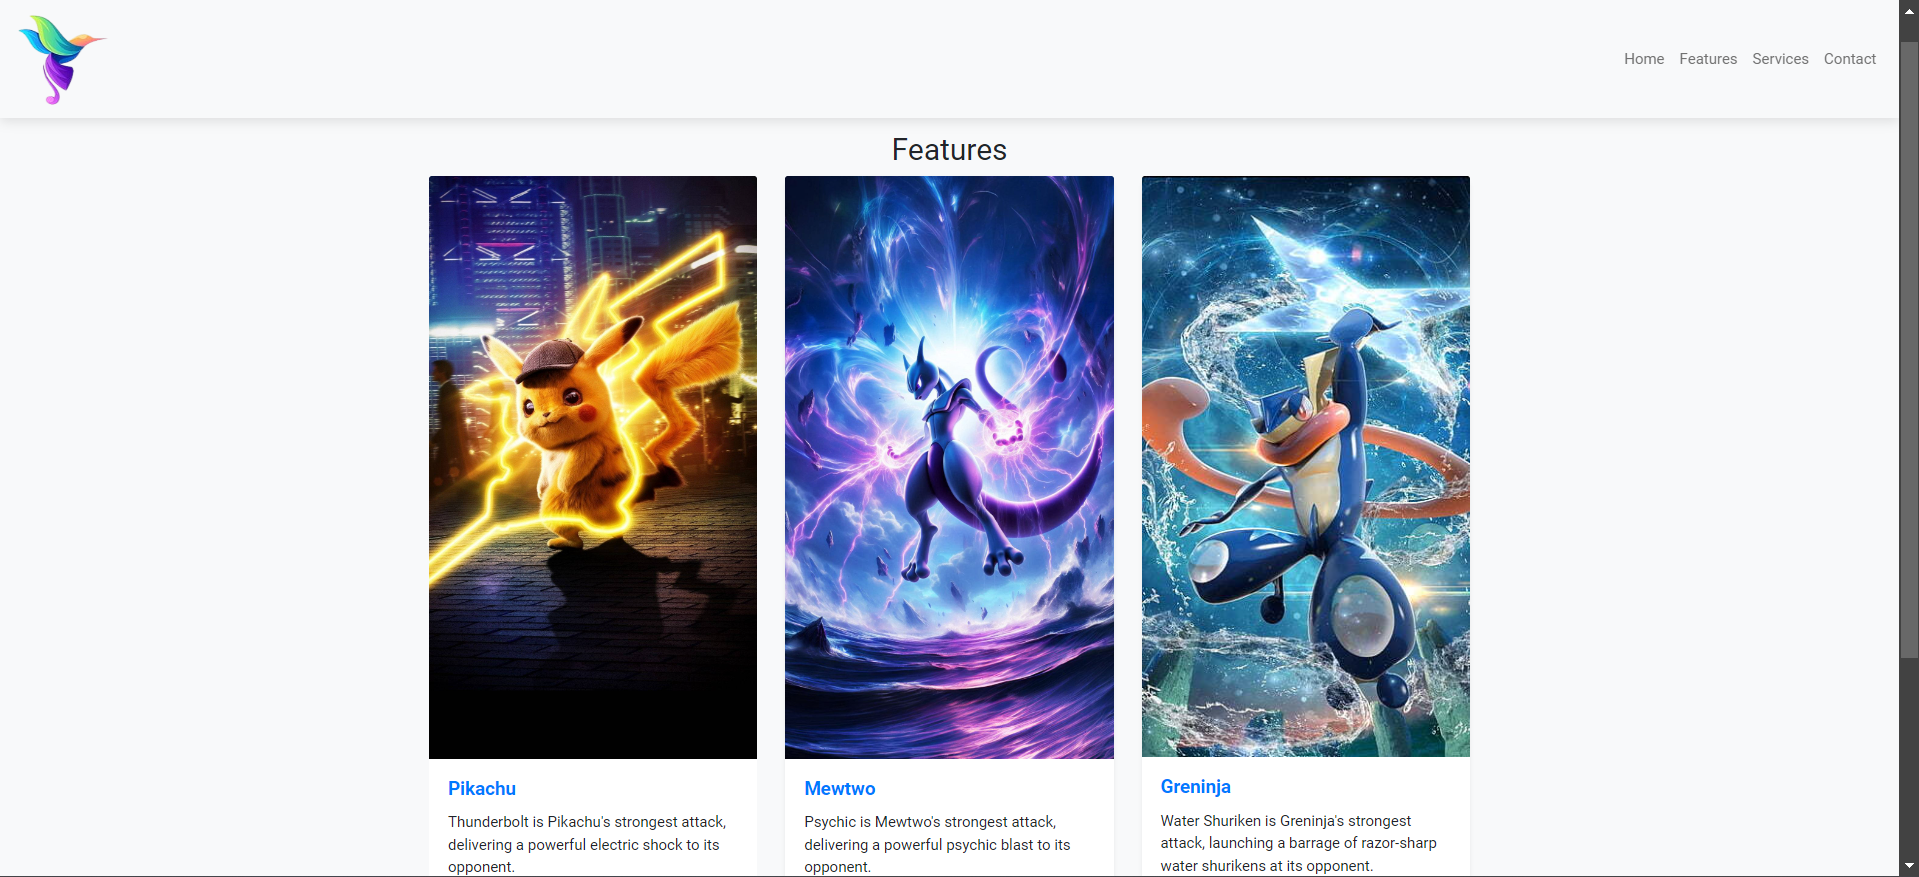 Home Features Services Contact
Features
Pikachu
Thunderbolt is Pikachu's strongest attack,
delivering a powerful electric shock to its
opponent.
Mewtwo
Psychic is Mewtwo's strongest attack,
delivering a powerful psychic blast to its
opponent.
Greninja
Water Shuriken is Greninja's strongest
attack, launching a barrage of razor-sharp
water shurikens at its opponent.